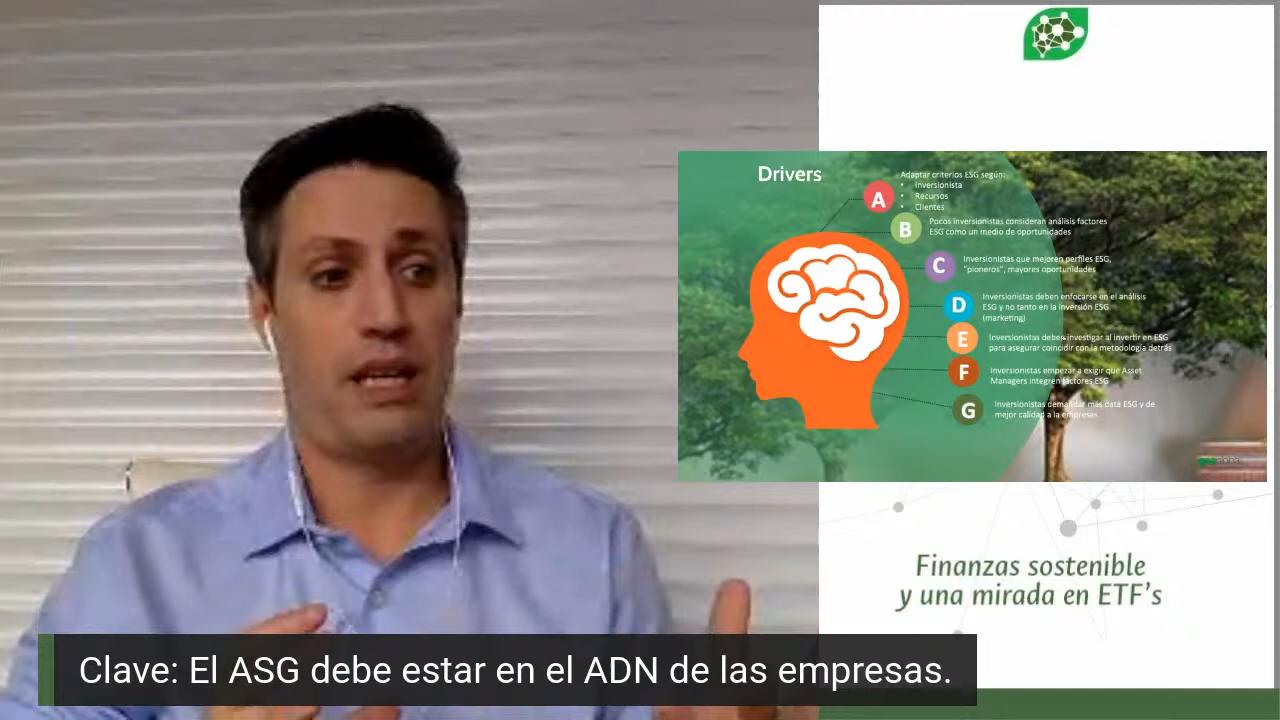 Drivers
A
Adaptar criterios ESG según:
• Inversionista
• Recursos
• Clientes
B
Pocos inversionistas consideran análisis factores
ESG como un medio de oportunidades
C
Inversionistas que mejoren perfiles ESG,
"pioneros", mayores oportunidades
D
Inversionistas deben enfocarse en el análisis
ESG y no tanto en la inversión ESG
(marketing)
E
Inversionistas deben investigar al invertir en ESG
para asegurar coincidir con la metodología detrás
F
Inversionistas empezar a exigir que Asset
Managers integren factores ESG
G
Inversionistas demandar más data ESG y de
mejor calidad a la empresas
Finanzas sostenible
y una mirada en ETF's
Clave: El ASG debe estar en el ADN de las empresas.